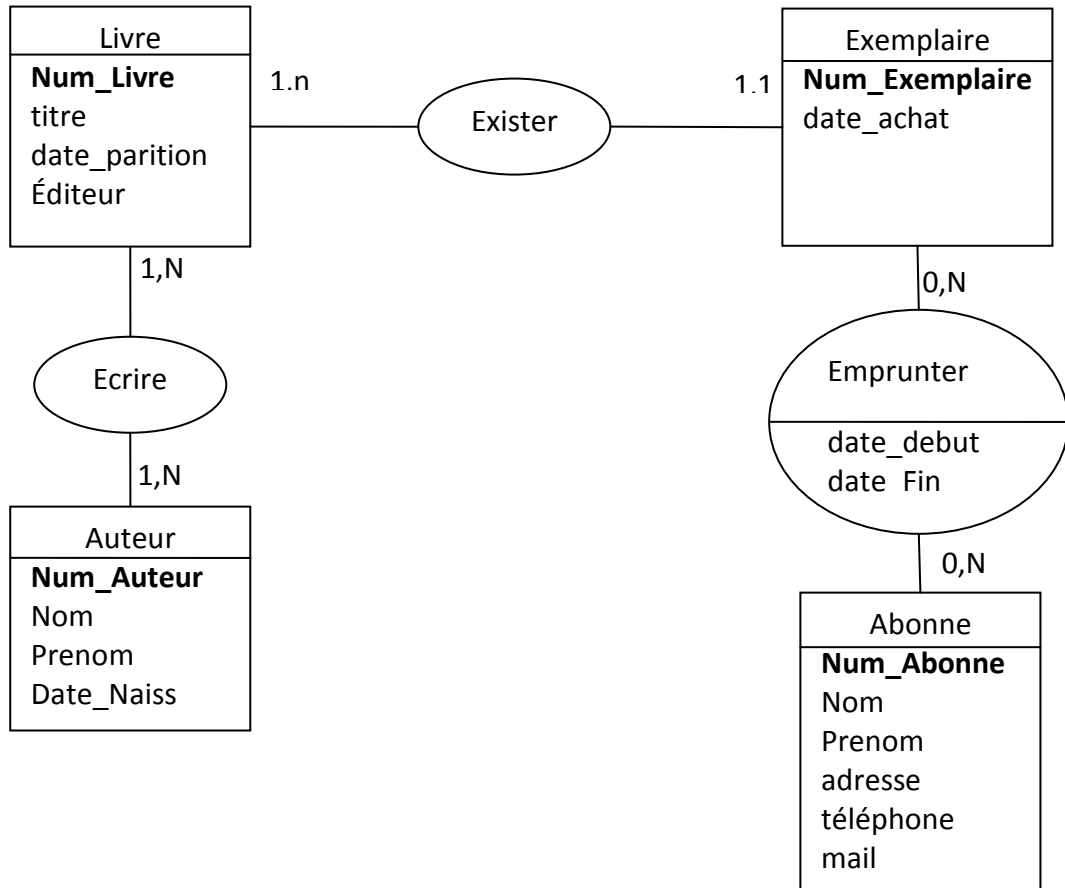 Livre
Num_Livre
titre
date_parition
Éditeur
1.n
Exister
1.1
Exemplaire
Num_Exemplaire
date_achat
1,N
Ecrire
1,N
Auteur
Num_Auteur
Nom
Prenom
Date_Naiss
0,N
Emprunter
date_debut
date Fin
0,N
Abonne
Num_Abonne
Nom
Prenom
adresse
téléphone
mail